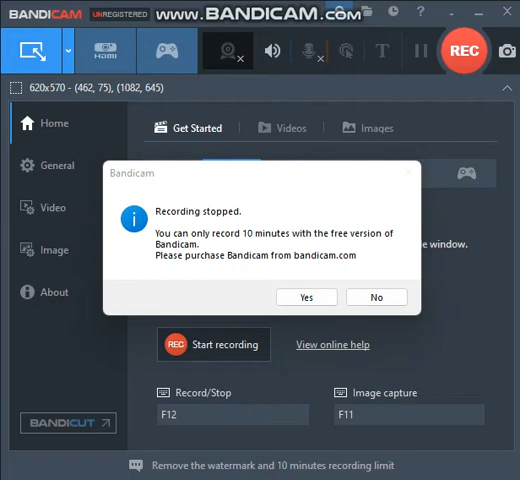 BANDICAM UNREGISTERED www.BANDICAM.com
HDMI
REC
620x570 - (462, 75), (1082, 645)
Home
General
Video
Image
About
BANDICUT
Get Started
Videos
Images
Bandicam
Recording stopped.
You can only record 10 minutes with the free version of
Bandicam.
Please purchase Bandicam from bandicam.com
Yes
No
e window.
REC Start recording
View online help
Record/Stop
F12
Image capture
F11
Remove the watermark and 10 minutes recording limit